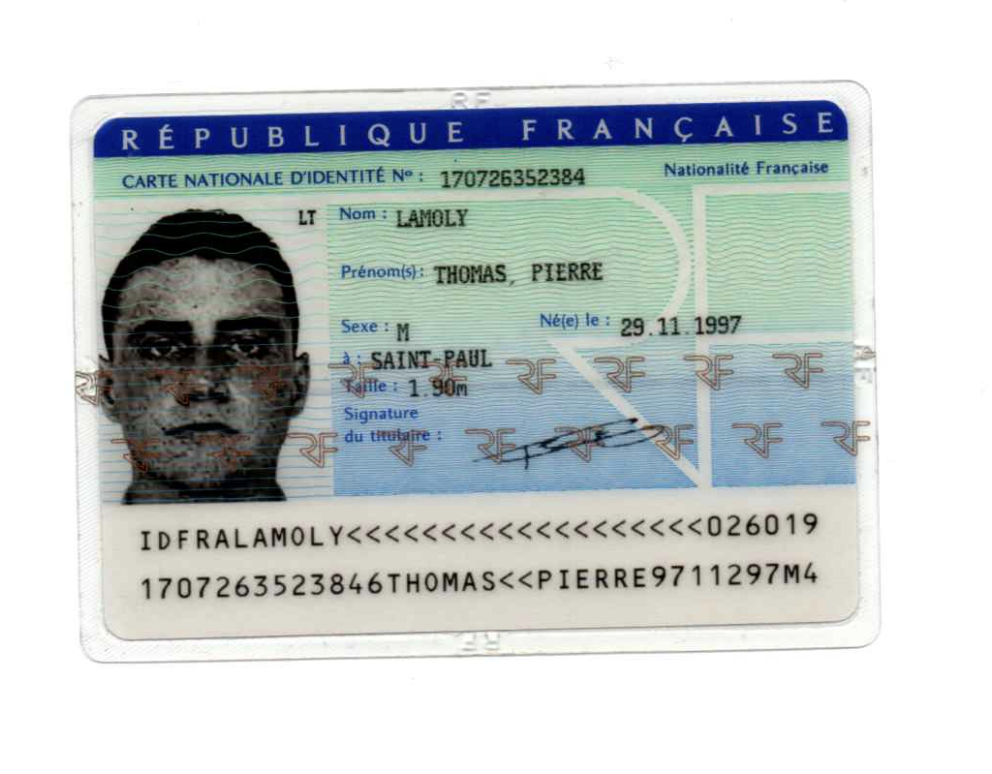 RÉPUBLIQUE FRANÇAISE
CARTE NATIONALE D'IDENTITÉ Nº : 170726352384 Nationalité Française
LT Nom : LAMOLY
Prénom(s) : THOMAS, PIERRE
Sexe : M Né(e) le : 29.11.1997
à : SAINT-PAUL
Taille : 1.90m
Signature
du titulaire :
IDFRALAMOLY<<<<<<<<<<<<<<<<<<<026019
1707263523846THOMAS<<PIERRE9711297M4